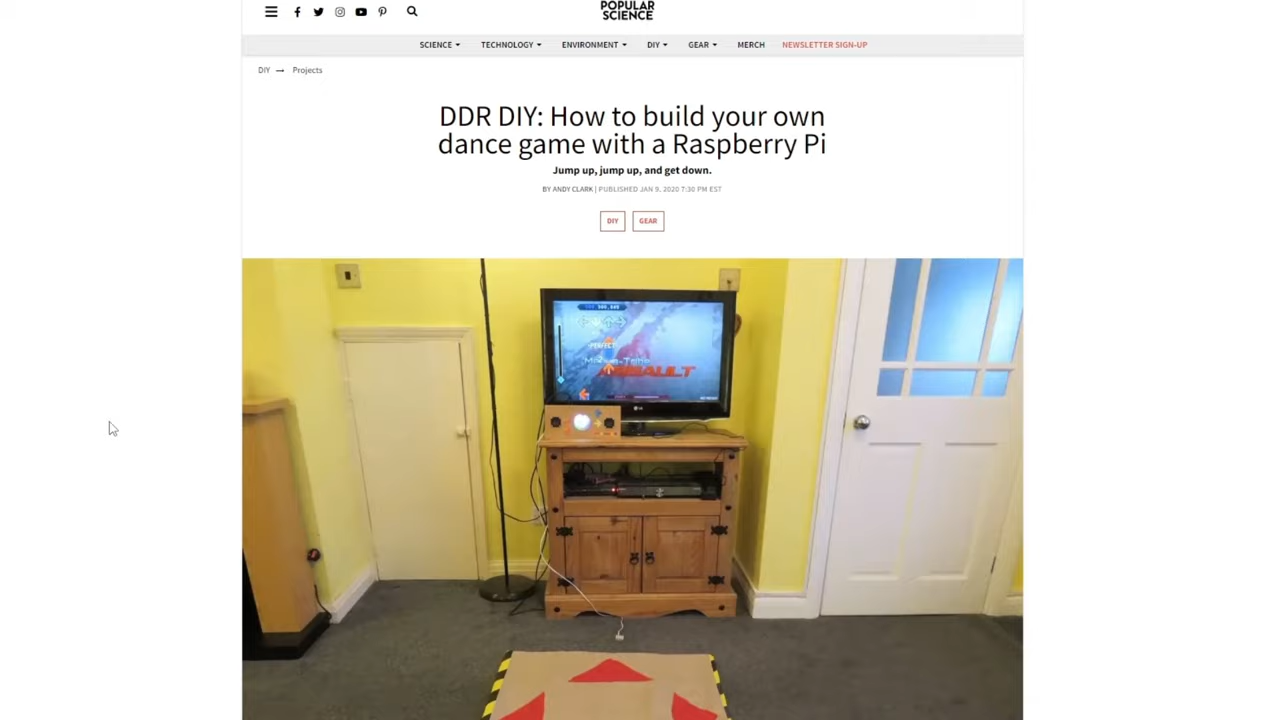 POPULAR
SCIENCE
SCIENCE
TECHNOLOGY
ENVIRONMENT
DIY
GEAR
MERCH
NEWSLETTER SIGN-UP
DIY → Projects
DDR DIY: How to build your own
dance game with a Raspberry Pi
Jump up, jump up, and get down.
BY ANDY CLARK | PUBLISHED JAN 9, 2020 7:30 PM EST
DIY
GEAR
PERFECT
LG